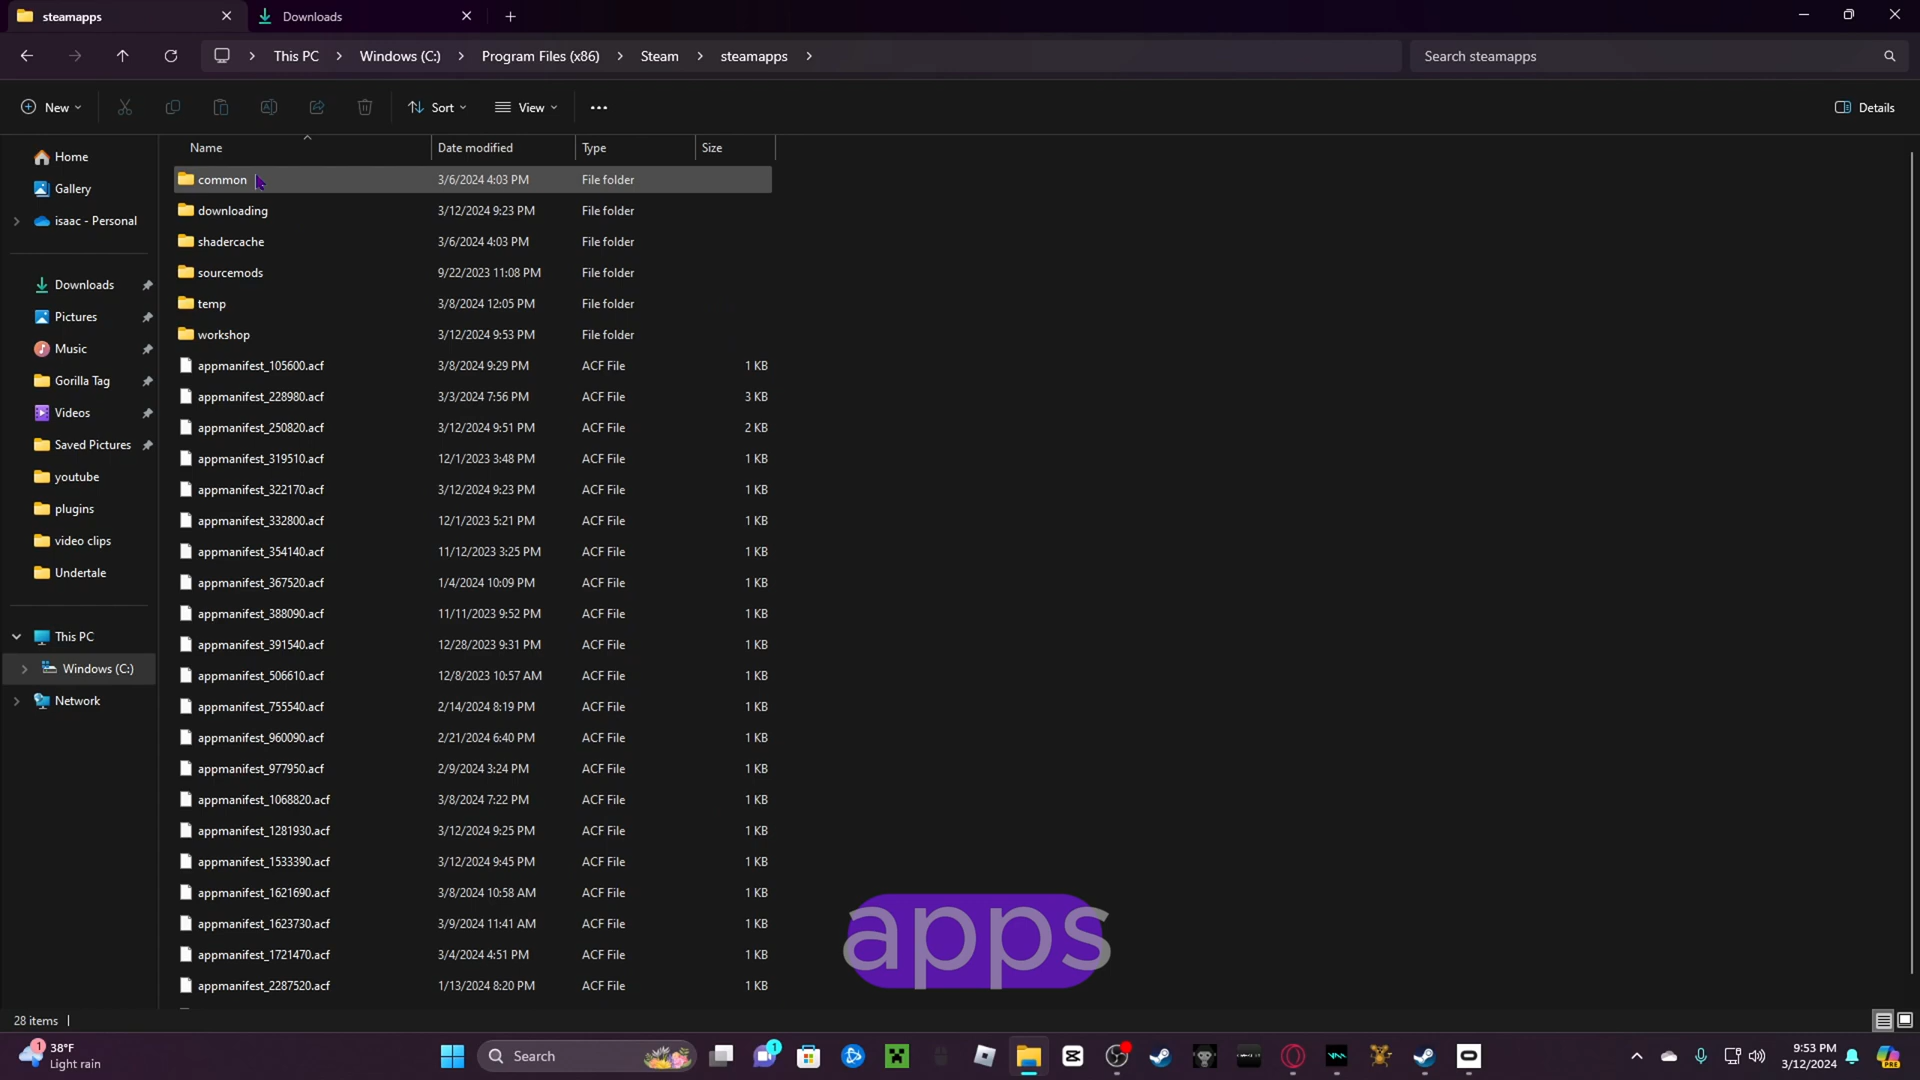 steamapps
Downloads
This PC
Windows (C:)
Program Files (x86)
Steam
steamapps
Search steamapps
New
Sort
View
Details
Name
Date modified
Type
Size
Home
Gallery
isaac - Personal
Downloads
Pictures
Music
Gorilla Tag
Videos
Saved Pictures
youtube
plugins
video clips
Undertale
This PC
Windows (C:)
Network
common 3/6/2024 4:03 PM File folder
downloading 3/12/2024 9:23 PM File folder
shadercache 3/6/2024 4:03 PM File folder
sourcemods 9/22/2023 11:08 PM File folder
temp 3/8/2024 12:05 PM File folder
workshop 3/12/2024 9:53 PM File folder
appmanifest_105600.acf 3/8/2024 9:29 PM ACF File 1 KB
appmanifest_228980.acf 3/3/2024 7:56 PM ACF File 3 KB
appmanifest_250820.acf 3/12/2024 9:51 PM ACF File 2 KB
appmanifest_319510.acf 12/1/2023 3:48 PM ACF File 1 KB
appmanifest_322170.acf 3/12/2024 9:23 PM ACF File 1 KB
appmanifest_332800.acf 12/1/2023 5:21 PM ACF File 1 KB
appmanifest_354140.acf 11/12/2023 3:25 PM ACF File 1 KB
appmanifest_367520.acf 1/4/2024 10:09 PM ACF File 1 KB
appmanifest_388090.acf 11/11/2023 9:52 PM ACF File 1 KB
appmanifest_391540.acf 12/28/2023 9:31 PM ACF File 1 KB
appmanifest_506610.acf 12/8/2023 10:57 AM ACF File 1 KB
appmanifest_755540.acf 2/14/2024 8:19 PM ACF File 1 KB
appmanifest_960090.acf 2/21/2024 6:40 PM ACF File 1 KB
appmanifest_977950.acf 2/9/2024 3:24 PM ACF File 1 KB
appmanifest_1068820.acf 3/8/2024 7:22 PM ACF File 1 KB
appmanifest_1281930.acf 3/12/2024 9:25 PM ACF File 1 KB
appmanifest_1533390.acf 3/12/2024 9:45 PM ACF File 1 KB
appmanifest_1621690.acf 3/8/2024 10:58 AM ACF File 1 KB
appmanifest_1623730.acf 3/9/2024 11:41 AM ACF File 1 KB
appmanifest_1721470.acf 3/4/2024 4:51 PM ACF File 1 KB
appmanifest_2287520.acf 1/13/2024 8:20 PM ACF File 1 KB
apps
28 items
1
38°F
Light rain
Search
1
9:53 PM
3/12/2024
PRE